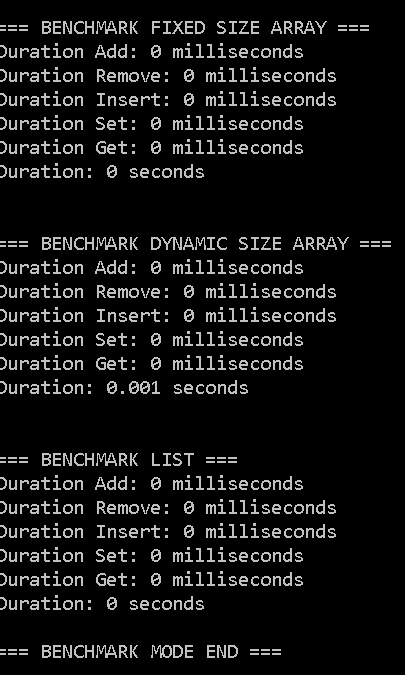 === BENCHMARK FIXED SIZE ARRAY ===
Duration Add: 0 milliseconds
Duration Remove: 0 milliseconds
Duration Insert: 0 milliseconds
Duration Set: 0 milliseconds
Duration Get: 0 milliseconds
Duration: 0 seconds
=== BENCHMARK DYNAMIC SIZE ARRAY ===
Duration Add: 0 milliseconds
Duration Remove: 0 milliseconds
Duration Insert: 0 milliseconds
Duration Set: 0 milliseconds
Duration Get: 0 milliseconds
Duration: 0.001 seconds
=== BENCHMARK LIST ===
Duration Add: 0 milliseconds
Duration Remove: 0 milliseconds
Duration Insert: 0 milliseconds
Duration Set: 0 milliseconds
Duration Get: 0 milliseconds
Duration: 0 seconds
=== BENCHMARK MODE END ===